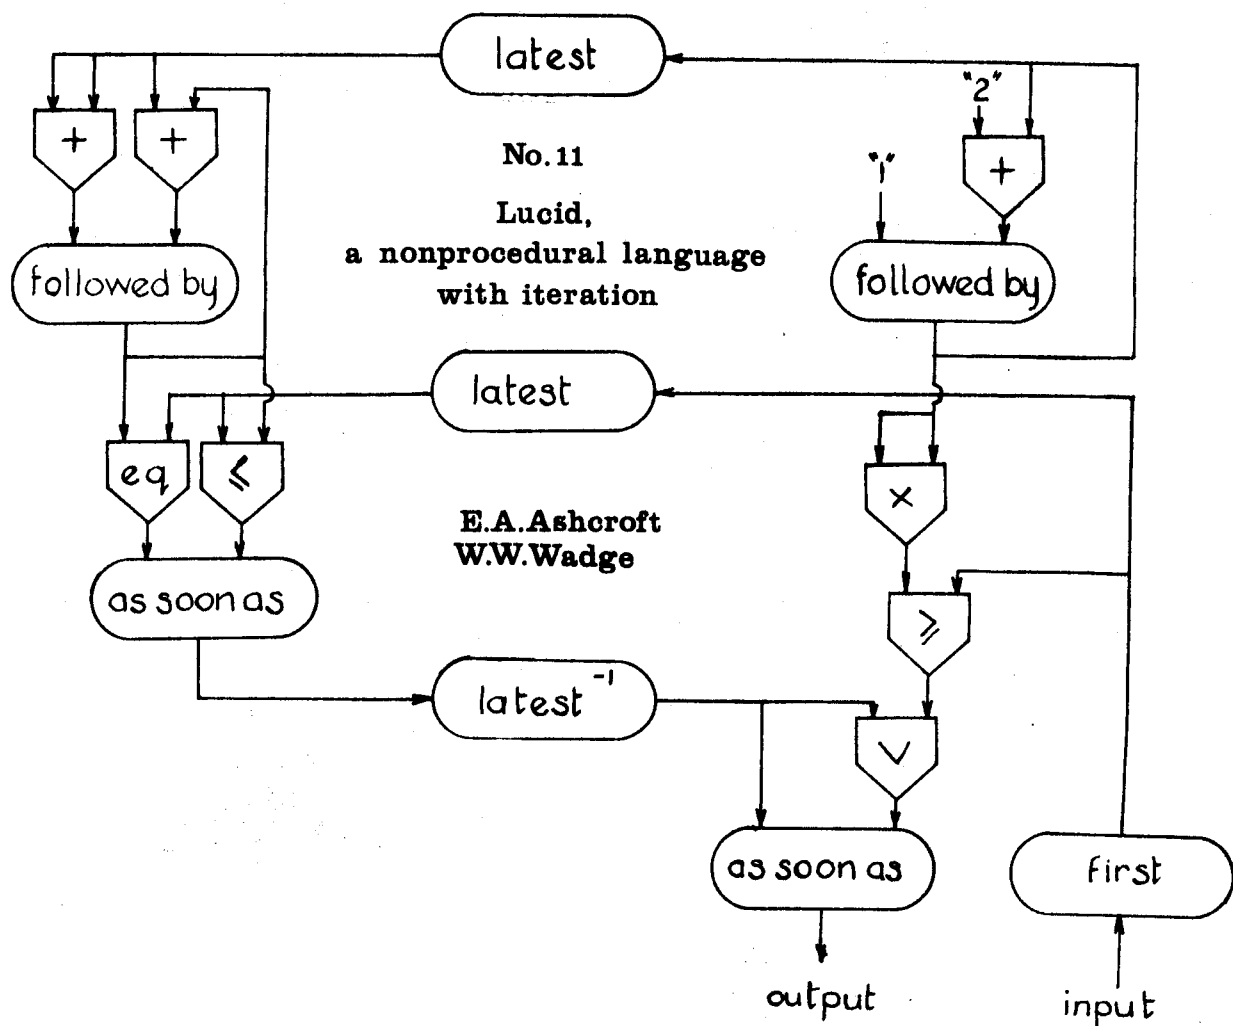 latest
"2"
+
+
No. 11
"1"
+
Lucid,
a nonprocedural language
with iteration
followed by
followed by
latest
eq
≤
×
E.A.Ashcroft
W.W.Wadge
as soon as
≥
latest⁻¹
∨
as soon as
first
output
input